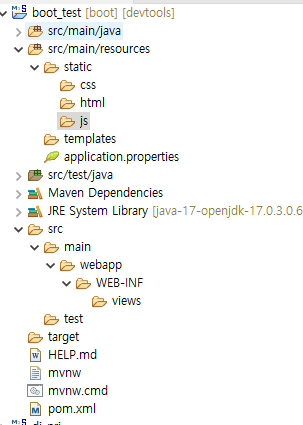 boot_test [boot] [devtools]
src/main/java
src/main/resources
static
css
html
js
templates
application.properties
src/test/java
Maven Dependencies
JRE System Library [java-17-openjdk-17.0.3.0.6
src
main
webapp
WEB-INF
views
test
target
HELP.md
mvnw
mvnw.cmd
pom.xml